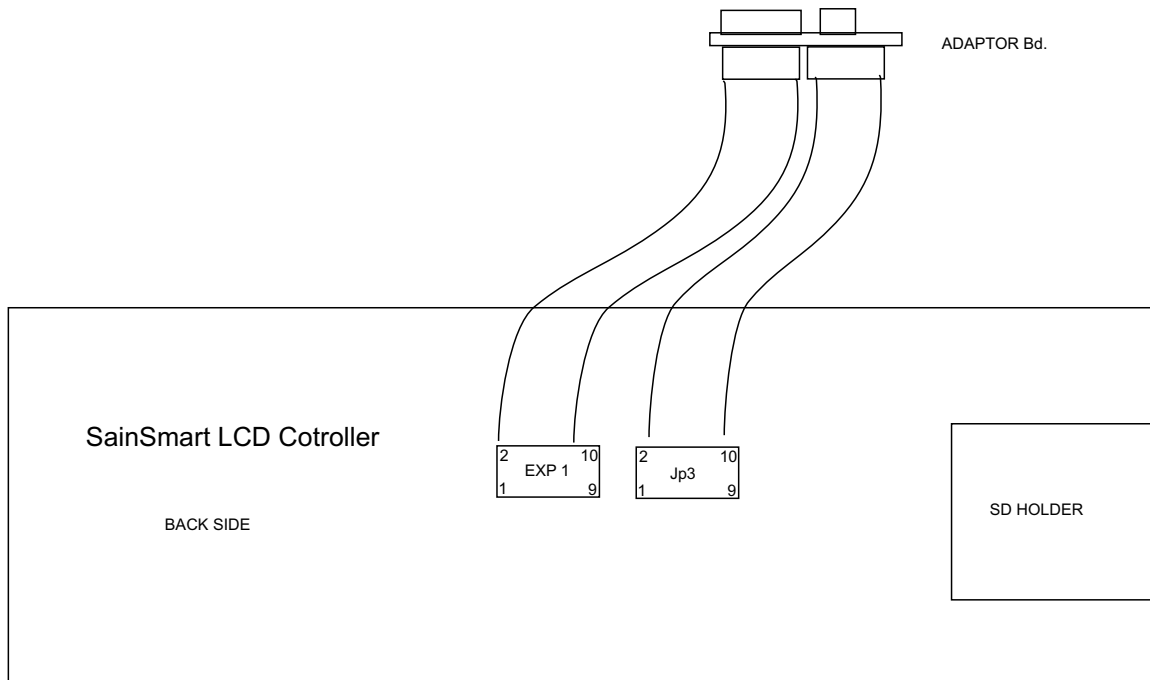 ADAPTOR Bd.
SainSmart LCD Cotroller
2 10
EXP 1
1 9
2 10
Jp3
1 9
SD HOLDER
BACK SIDE